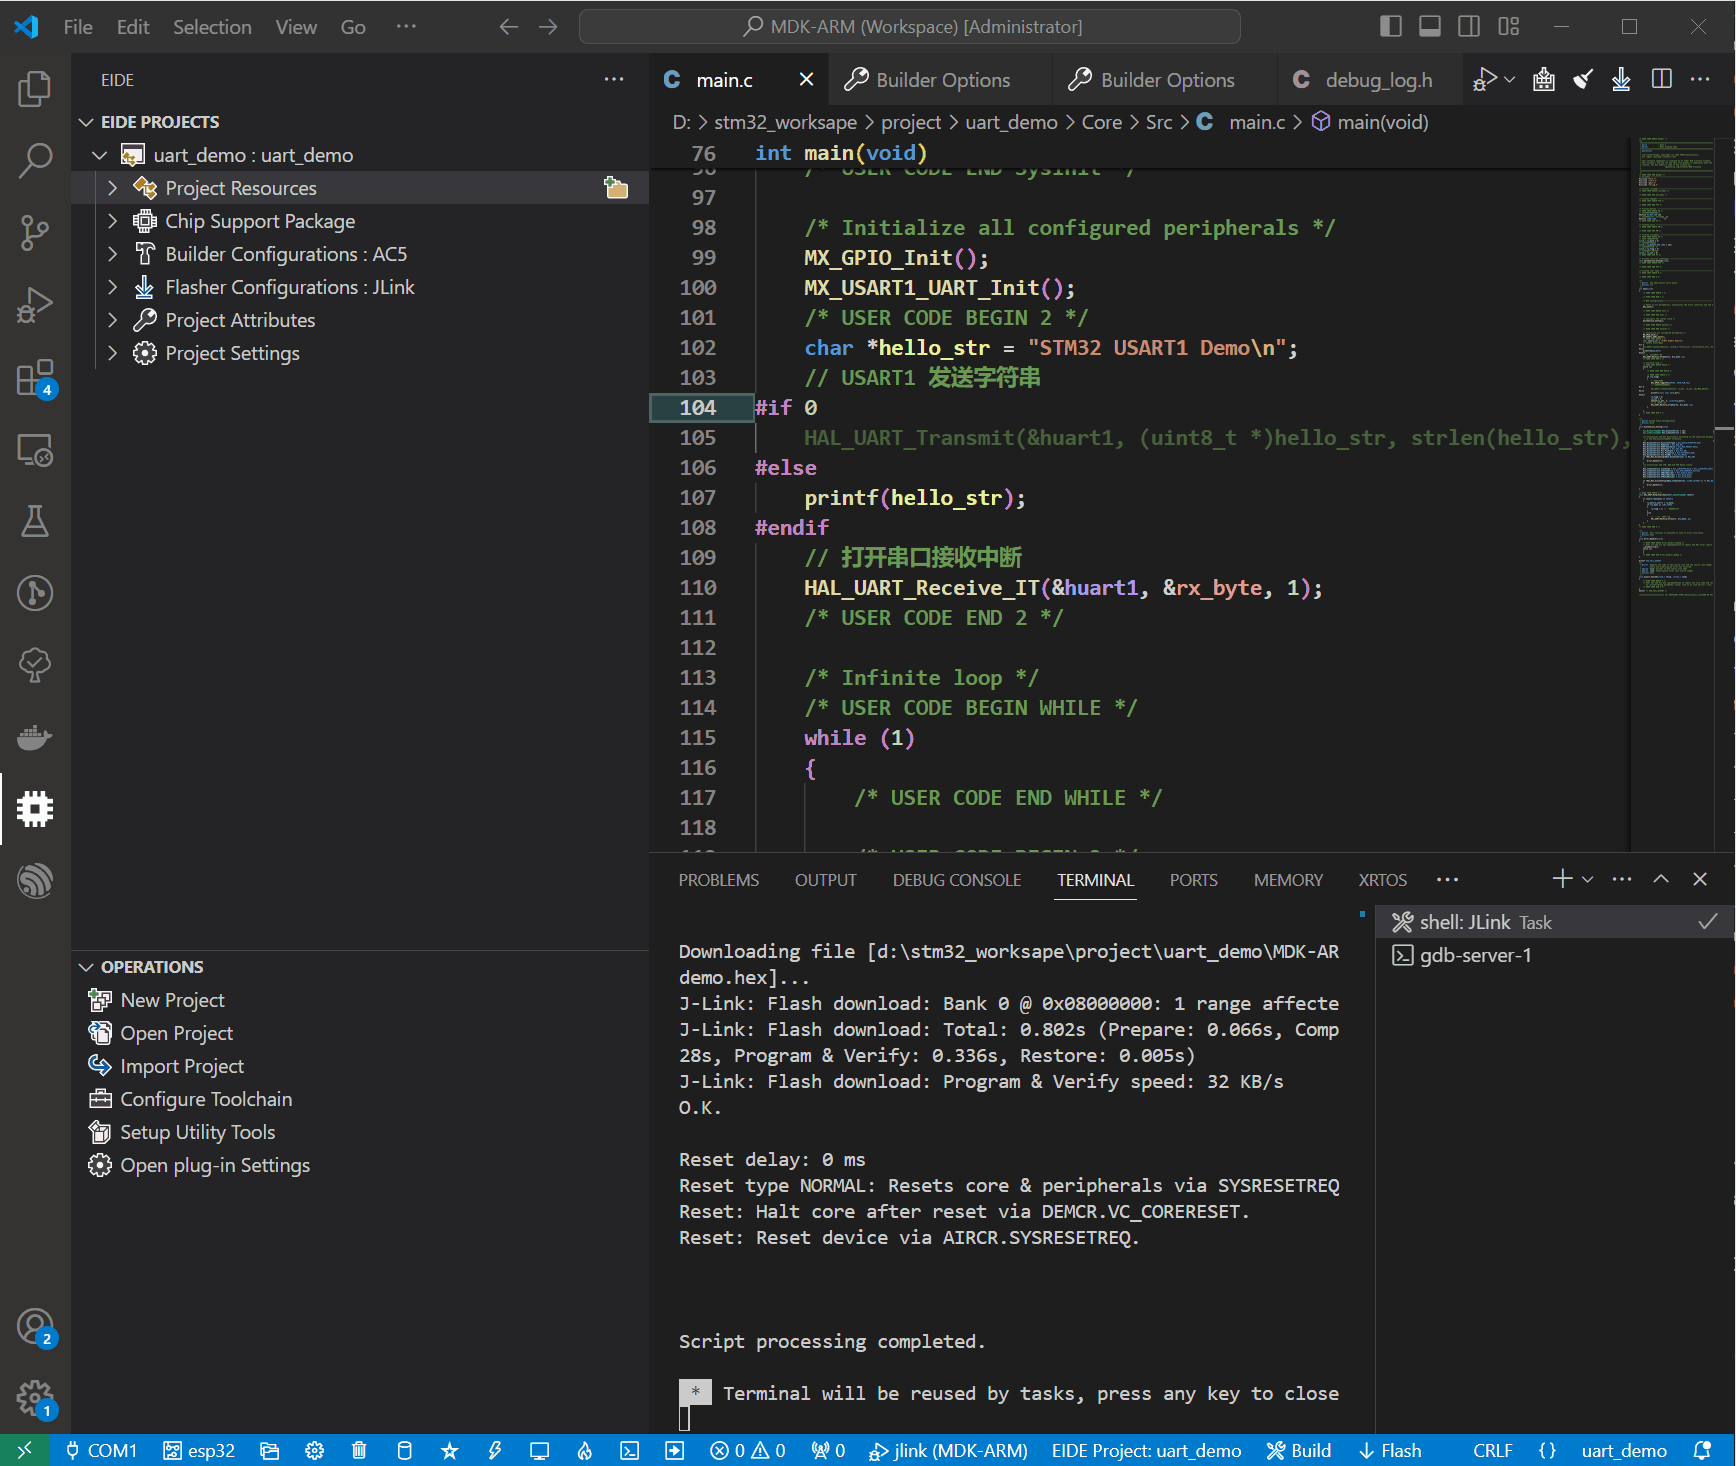 File Edit Selection View Go ··· MDK-ARM (Workspace) [Administrator]
EIDE
EIDE PROJECTS
uart_demo : uart_demo
Project Resources
Chip Support Package
Builder Configurations : AC5
Flasher Configurations : JLink
Project Attributes
Project Settings
OPERATIONS
New Project
Open Project
Import Project
Configure Toolchain
Setup Utility Tools
Open plug-in Settings
4
2
1
C main.c Builder Options Builder Options C debug_log.h
D: > stm32_worksape > project > uart_demo > Core > Src > C main.c > main(void)
76 int main(void)
97
98 /* Initialize all configured peripherals */
99 MX_GPIO_Init();
100 MX_USART1_UART_Init();
101 /* USER CODE BEGIN 2 */
102 char *hello_str = "STM32 USART1 Demo\n";
103 // USART1 发送字符串
104 #if 0
105 HAL_UART_Transmit(&huart1, (uint8_t *)hello_str, strlen(hello_str),
106 #else
107 printf(hello_str);
108 #endif
109 // 打开串口接收中断
110 HAL_UART_Receive_IT(&huart1, &rx_byte, 1);
111 /* USER CODE END 2 */
112
113 /* Infinite loop */
114 /* USER CODE BEGIN WHILE */
115 while (1)
116 {
117 /* USER CODE END WHILE */
118
PROBLEMS OUTPUT DEBUG CONSOLE TERMINAL PORTS MEMORY XRTOS ···
Downloading file [d:\stm32_worksape\project\uart_demo\MDK-AR
demo.hex]...
J-Link: Flash download: Bank 0 @ 0x08000000: 1 range affecte
J-Link: Flash download: Total: 0.802s (Prepare: 0.066s, Comp
28s, Program & Verify: 0.336s, Restore: 0.005s)
J-Link: Flash download: Program & Verify speed: 32 KB/s
O.K.
Reset delay: 0 ms
Reset type NORMAL: Resets core & peripherals via SYSRESETREQ
Reset: Halt core after reset via DEMCR.VC_CORERESET.
Reset: Reset device via AIRCR.SYSRESETREQ.
Script processing completed.
* Terminal will be reused by tasks, press any key to close
shell: JLink Task
gdb-server-1
COM1 esp32 0 0 0 jlink (MDK-ARM) EIDE Project: uart_demo Build Flash CRLF {} uart_demo